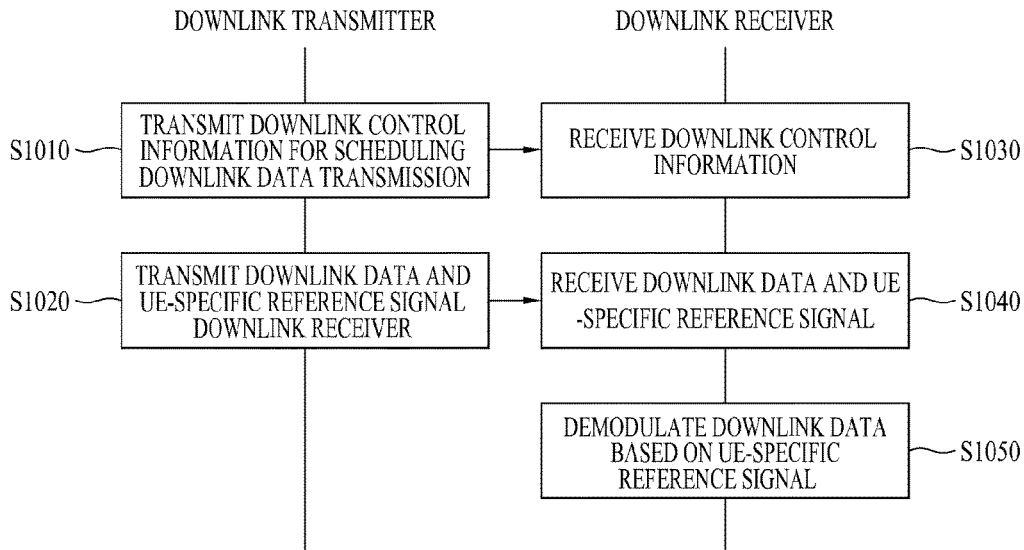 DOWNLINK TRANSMITTER
DOWNLINK RECEIVER
S1010
TRANSMIT DOWNLINK CONTROL
INFORMATION FOR SCHEDULING
DOWNLINK DATA TRANSMISSION
RECEIVE DOWNLINK CONTROL
INFORMATION
S1030
S1020
TRANSMIT DOWNLINK DATA AND
UE-SPECIFIC REFERENCE SIGNAL
DOWNLINK RECEIVER
RECEIVE DOWNLINK DATA AND UE
-SPECIFIC REFERENCE SIGNAL
S1040
DEMODULATE DOWNLINK DATA
BASED ON UE-SPECIFIC
REFERENCE SIGNAL
S1050